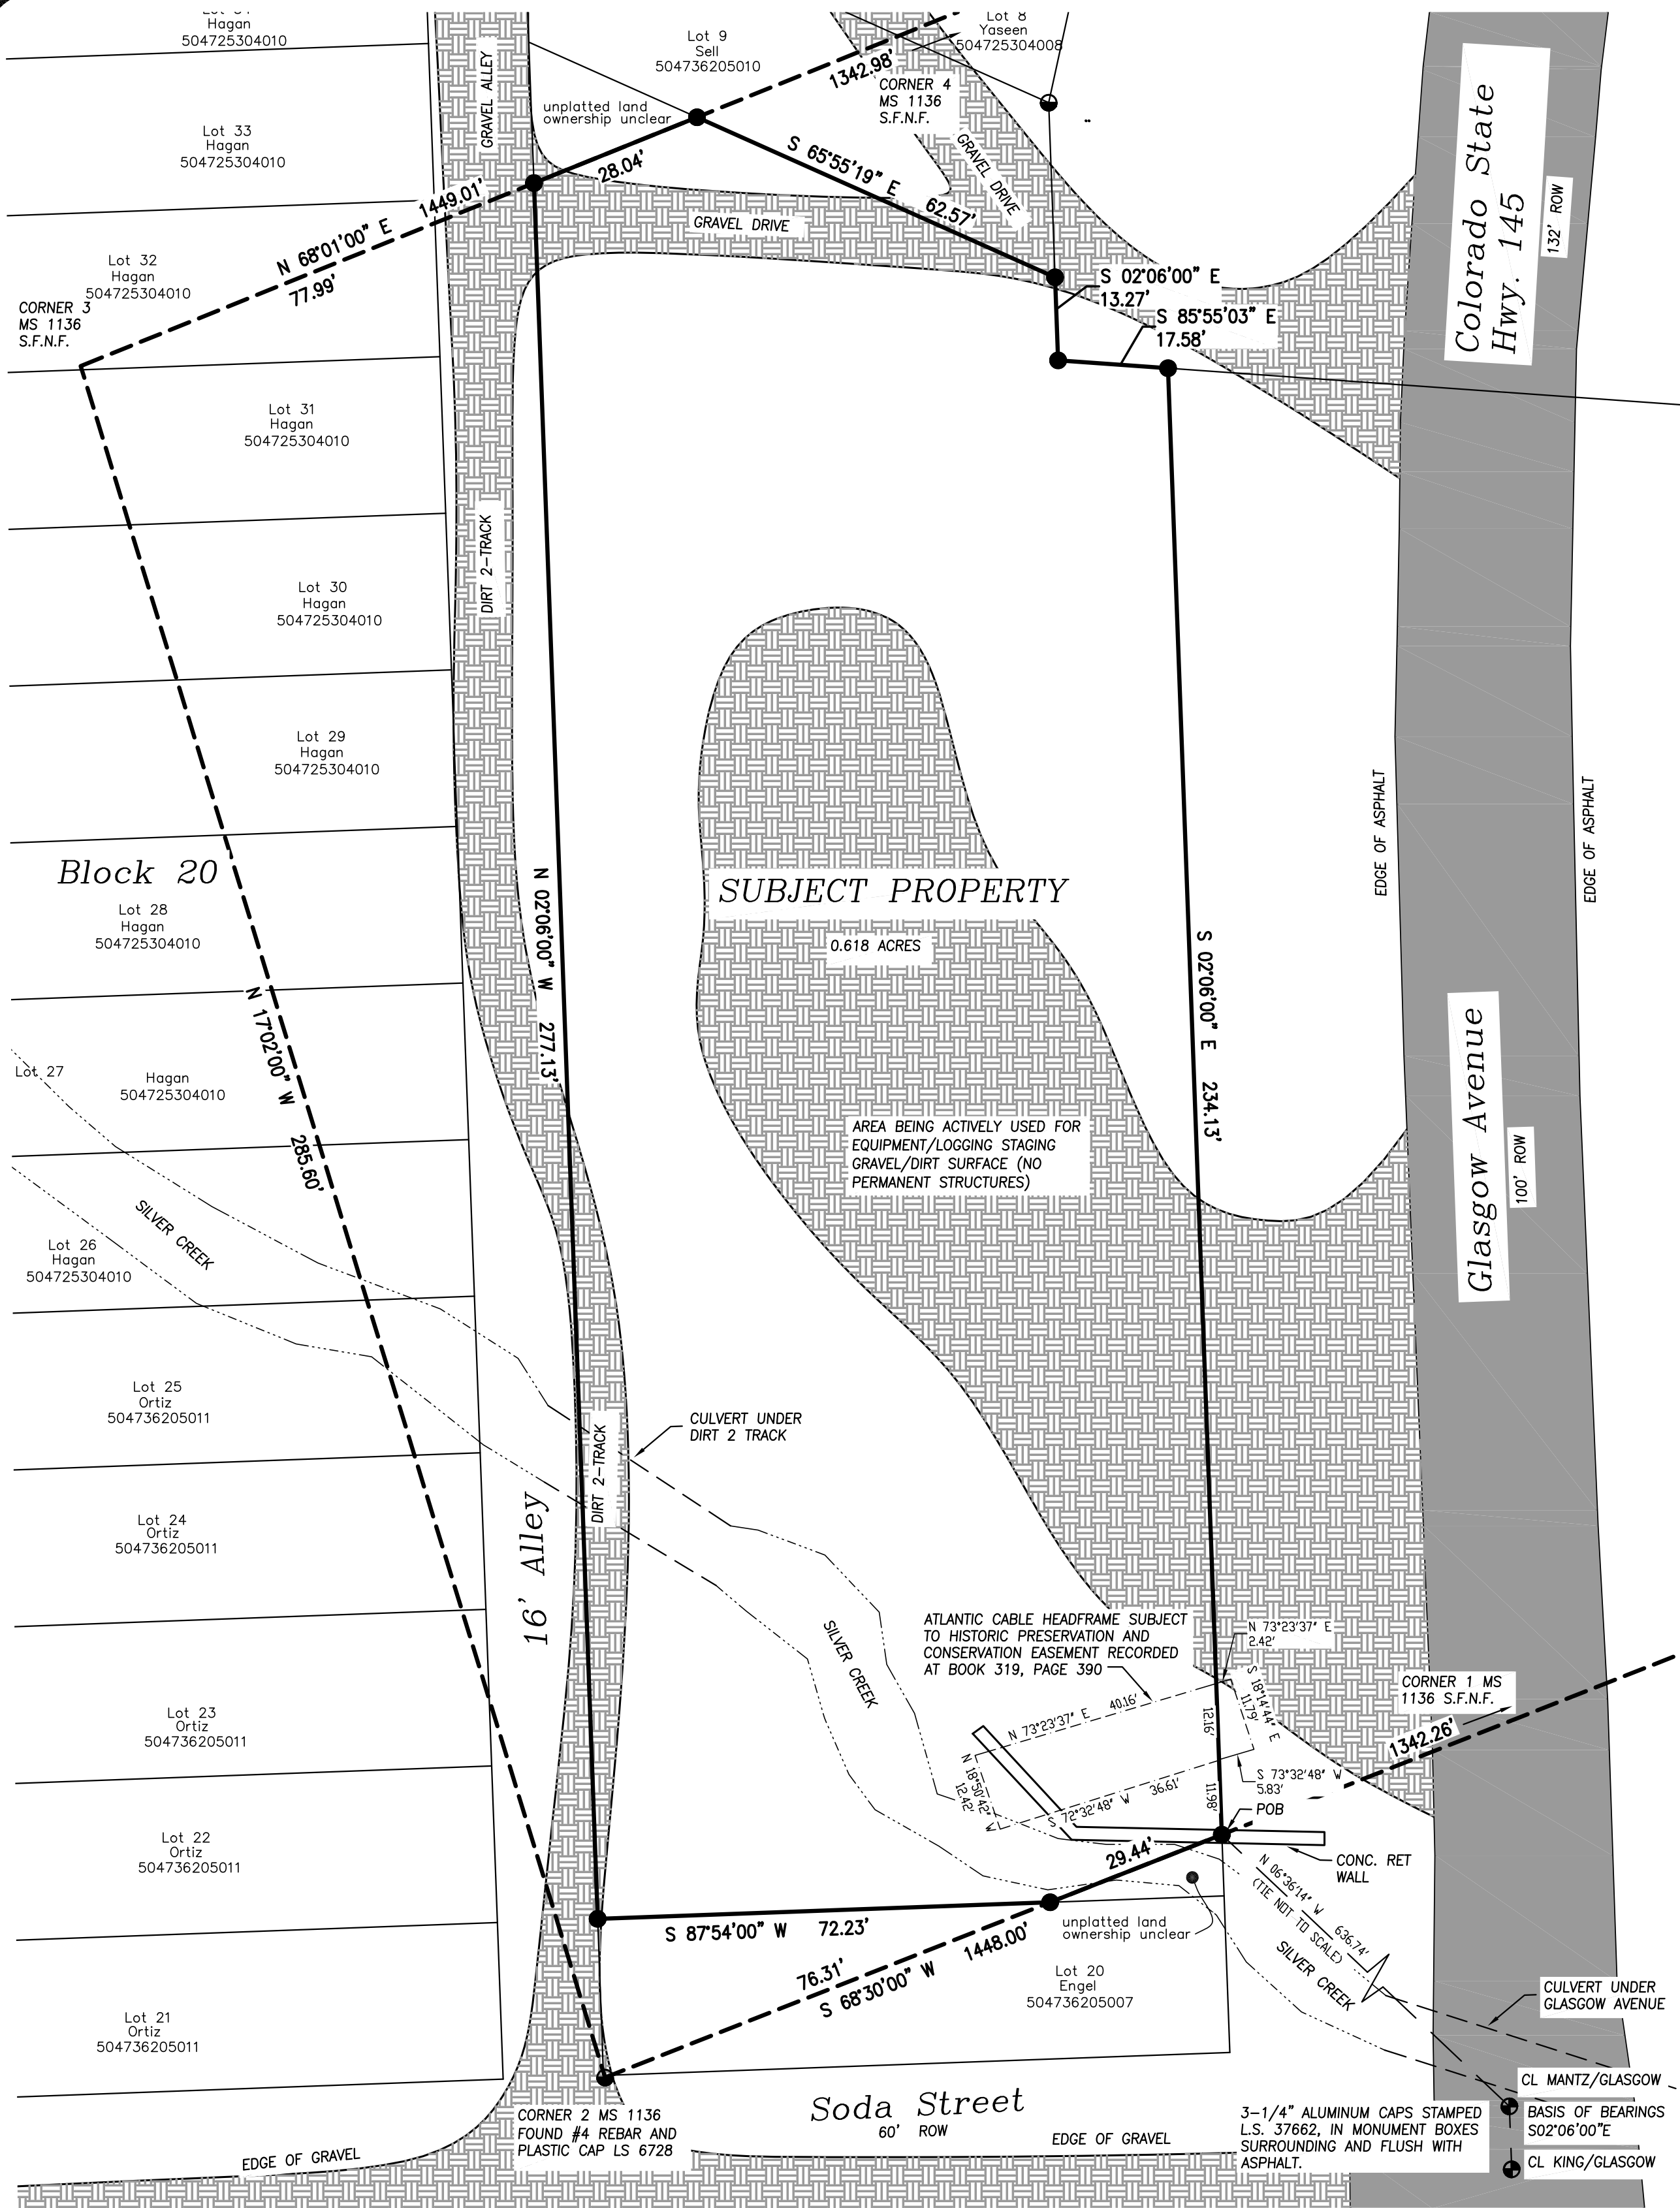 Hagan
504725304010
Lot 33
Hagan
504725304010
Lot 32
Hagan
504725304010
CORNER 3
MS 1136
S.F.N.F.
N 68°01'00" E 1449.01'
77.99'
GRAVEL ALLEY
unplatted land
ownership unclear
Lot 9
Sell
504736205010
1342.98'
CORNER 4
MS 1136
S.F.N.F.
Lot 8
Yaseen
504725304008
28.04'
S 65°55'19" E
62.57'
GRAVEL DRIVE
GRAVEL DRIVE
S 02°06'00" E
13.27'
S 85°55'03" E
17.58'
Colorado State
Hwy. 145
132' ROW
Lot 31
Hagan
504725304010
DIRT 2-TRACK
Lot 30
Hagan
504725304010
Lot 29
Hagan
504725304010
Block 20
Lot 28
Hagan
504725304010
N 17°02'00" W 285.60'
Lot 27
Hagan
504725304010
SILVER CREEK
Lot 26
Hagan
504725304010
Lot 25
Ortiz
504736205011
Lot 24
Ortiz
504736205011
Lot 23
Ortiz
504736205011
Lot 22
Ortiz
504736205011
Lot 21
Ortiz
504736205011
N 02°06'00" W 277.13'
SUBJECT PROPERTY
0.618 ACRES
AREA BEING ACTIVELY USED FOR
EQUIPMENT/LOGGING STAGING
GRAVEL/DIRT SURFACE (NO
PERMANENT STRUCTURES)
S 02°06'00" E 234.13'
EDGE OF ASPHALT
EDGE OF ASPHALT
Glasgow Avenue
100' ROW
16' Alley
DIRT 2-TRACK
CULVERT UNDER
DIRT 2 TRACK
SILVER CREEK
ATLANTIC CABLE HEADFRAME SUBJECT
TO HISTORIC PRESERVATION AND
CONSERVATION EASEMENT RECORDED
AT BOOK 319, PAGE 390
N 73°23'37" E
2.42'
S 18°14'44" E
11.79'
N 73°23'37" E 40.16'
12.16'
N 18°50'42" W
12.42'
S 72°32'48" W 36.61'
11.98'
S 73°32'48" W
5.83'
CORNER 1 MS
1136 S.F.N.F.
1342.26'
POB
CONC. RET
WALL
29.44'
S 87°54'00" W 72.23'
76.31'
S 68°30'00" W 1448.00'
unplatted land
ownership unclear
Lot 20
Engel
504736205007
N 06°36'14" W 636.74'
(TIE NOT TO SCALE)
SILVER CREEK
CULVERT UNDER
GLASGOW AVENUE
CL MANTZ/GLASGOW
BASIS OF BEARINGS
S02°06'00"E
CL KING/GLASGOW
3-1/4" ALUMINUM CAPS STAMPED
L.S. 37662, IN MONUMENT BOXES
SURROUNDING AND FLUSH WITH
ASPHALT.
CORNER 2 MS 1136
FOUND #4 REBAR AND
PLASTIC CAP LS 6728
Soda Street
60' ROW
EDGE OF GRAVEL
EDGE OF GRAVEL